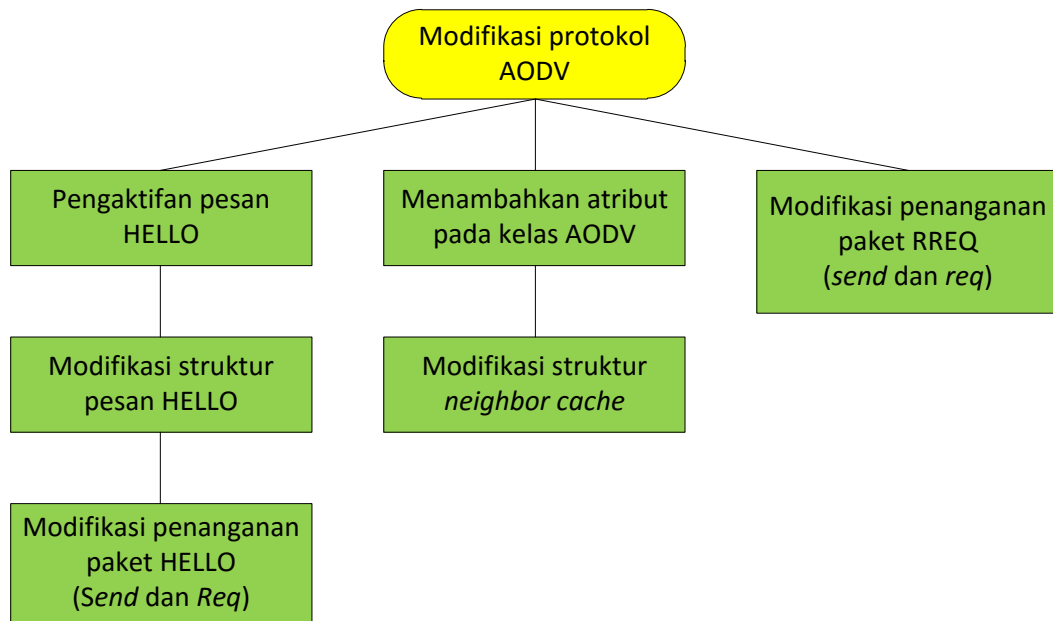 Modifikasi protokol
AODV
Pengaktifan pesan
HELLO
Menambahkan atribut
pada kelas AODV
Modifikasi penanganan
paket RREQ
(send dan req)
Modifikasi struktur
pesan HELLO
Modifikasi struktur
neighbor cache
Modifikasi penanganan
paket HELLO
(Send dan Req)